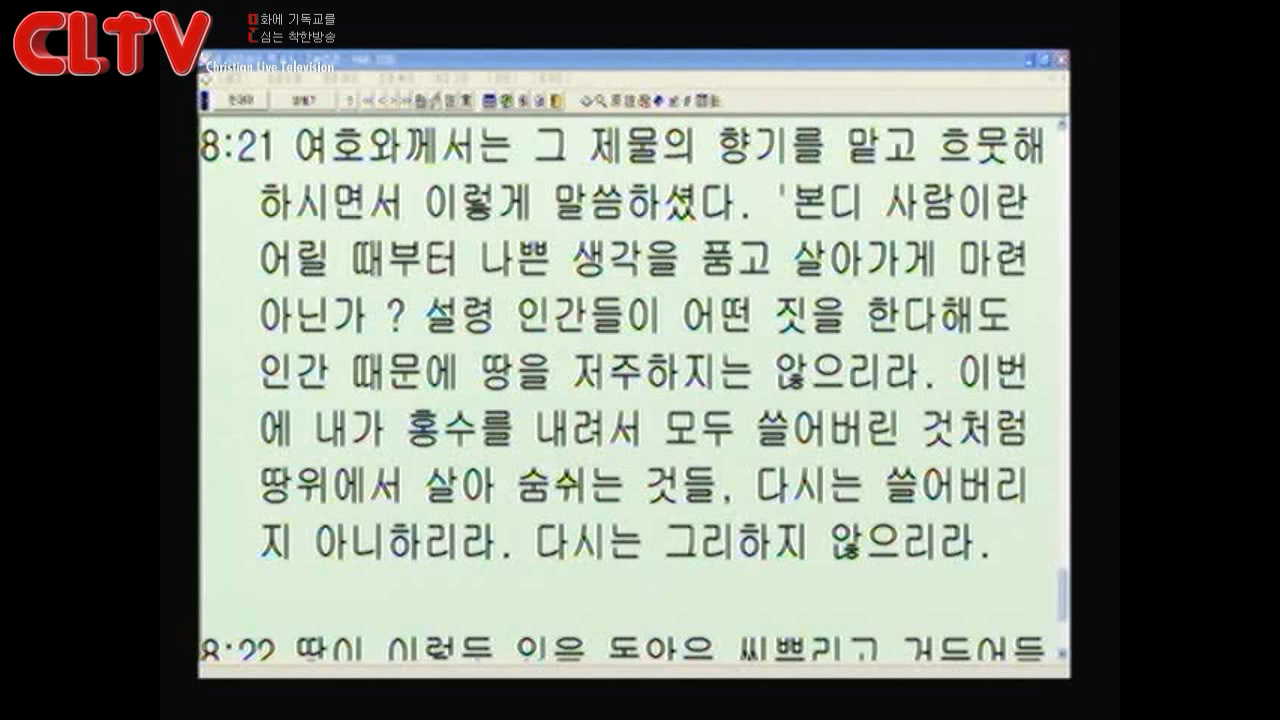 CLTV
문화에 기독교를
심는 착한방송
Christian Live Television
8:21 여호와께서는 그 제물의 향기를 맡고 흐뭇해
하시면서 이렇게 말씀하셨다. '본디 사람이란
어릴 때부터 나쁜 생각을 품고 살아가게 마련
아닌가 ? 설령 인간들이 어떤 짓을 한다해도
인간 때문에 땅을 저주하지는 않으리라. 이번
에 내가 홍수를 내려서 모두 쓸어버린 것처럼
땅위에서 살아 숨쉬는 것들, 다시는 쓸어버리
지 아니하리라. 다시는 그리하지 않으리라.
8:22 땅이